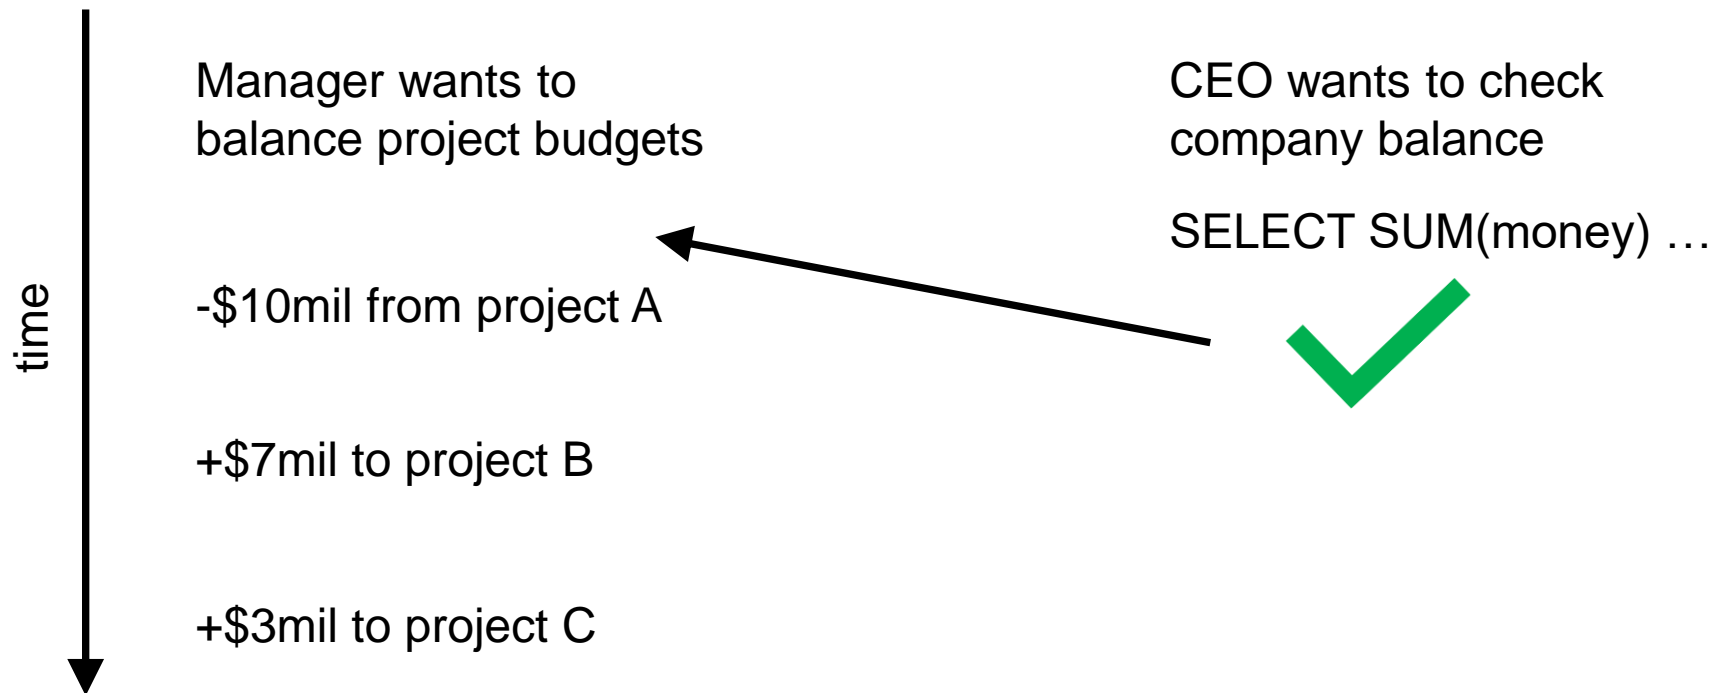 time
Manager wants to
balance project budgets
-$10mil from project A
+$7mil to project B
+$3mil to project C
CEO wants to check
company balance
SELECT SUM(money) …